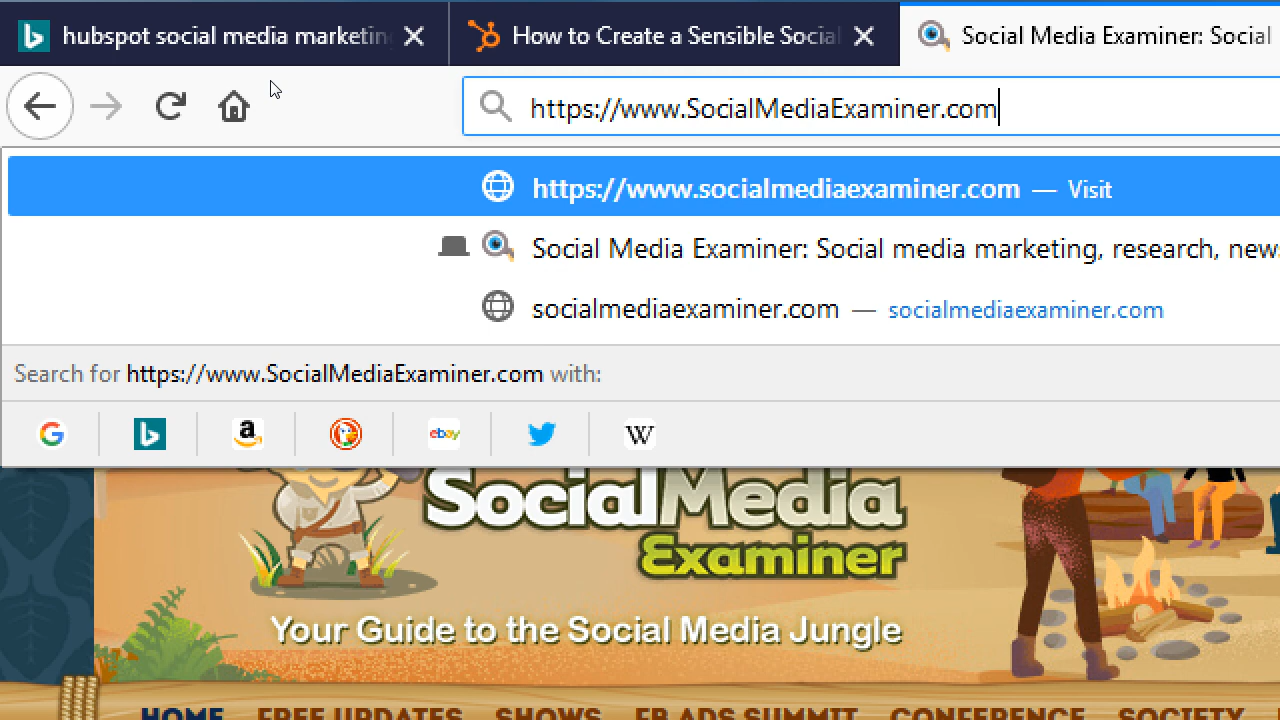 hubspot social media marketin
How to Create a Sensible Social
Social Media Examiner: Social
https://www.SocialMediaExaminer.com
https://www.socialmediaexaminer.com — Visit
Social Media Examiner: Social media marketing, research, new
socialmediaexaminer.com — socialmediaexaminer.com
Search for https://www.SocialMediaExaminer.com with:
G b a ebay W
SocialMedia
Examiner
Your Guide to the Social Media Jungle
HOME FREE UPDATES SHOWS FB ADS SUMMIT CONFERENCE SOCIETY